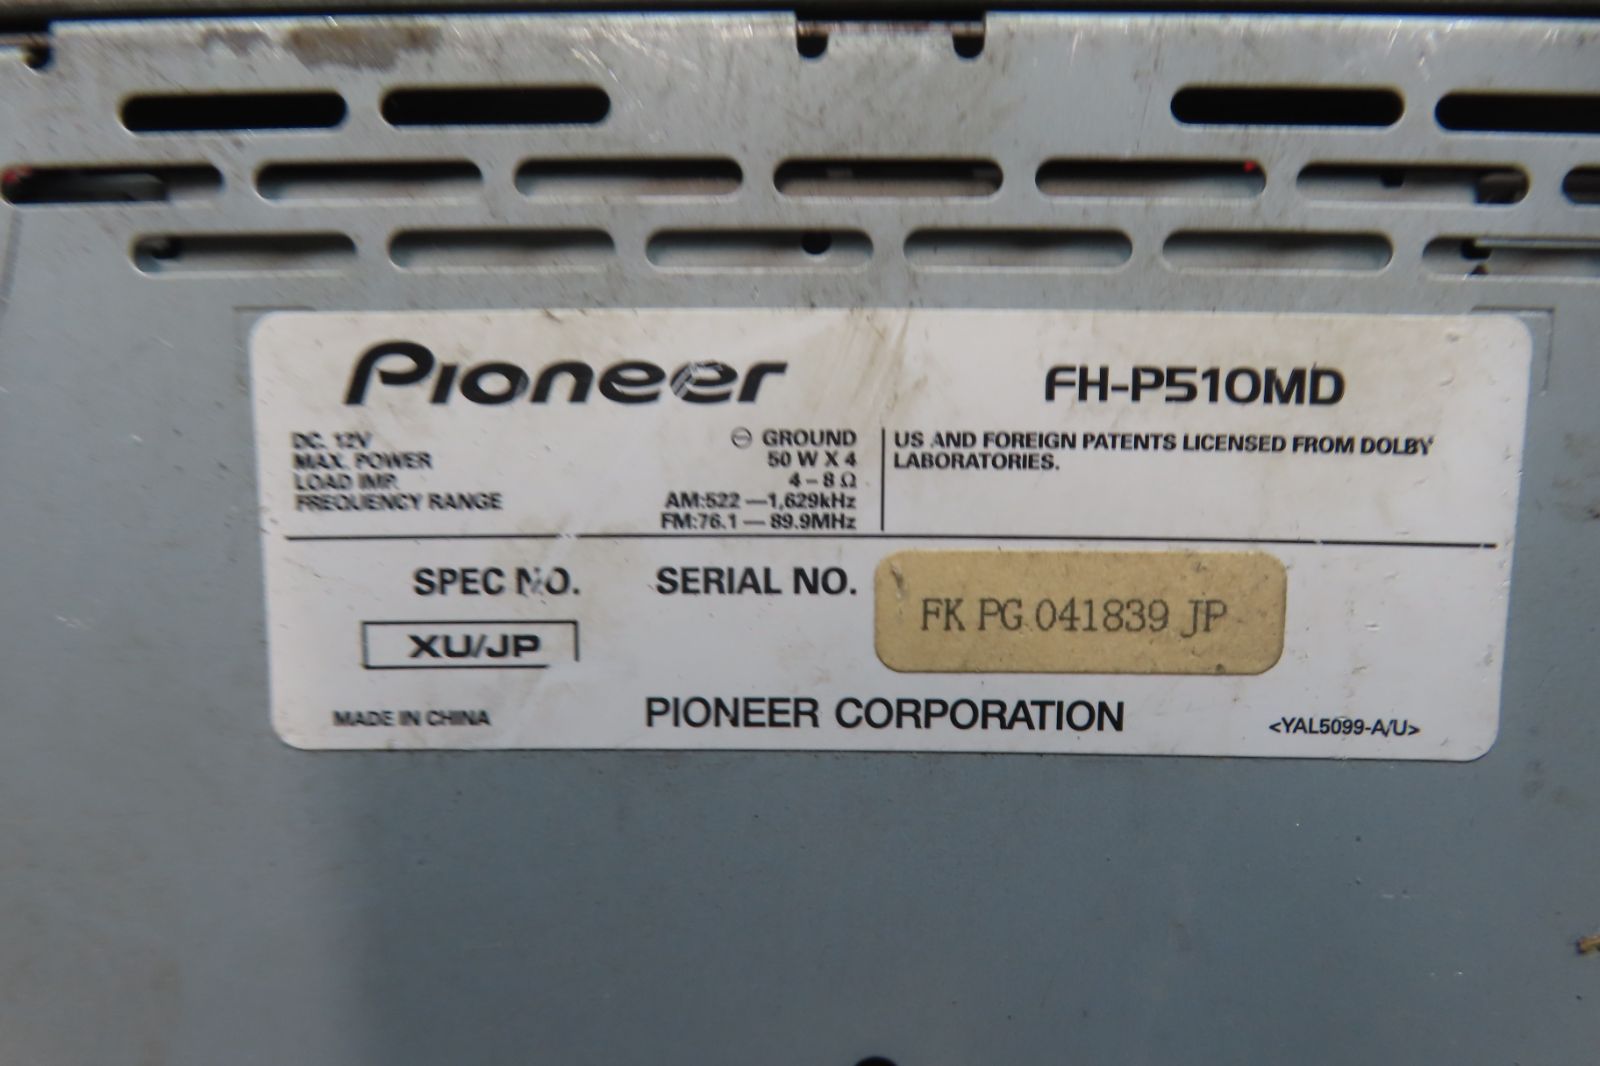 Pioneer FH-P510MD
DC. 12V ⊖ GROUND
MAX. POWER 50 W X 4
LOAD IMP. 4–8 Ω
FREQUENCY RANGE AM:522 — 1,629kHz
FM:76.1 — 89.9MHz
US AND FOREIGN PATENTS LICENSED FROM DOLBY
LABORATORIES.
SPEC NO. SERIAL NO. FK PG 041839 JP
XU/JP
MADE IN CHINA PIONEER CORPORATION <YAL5099-A/U>